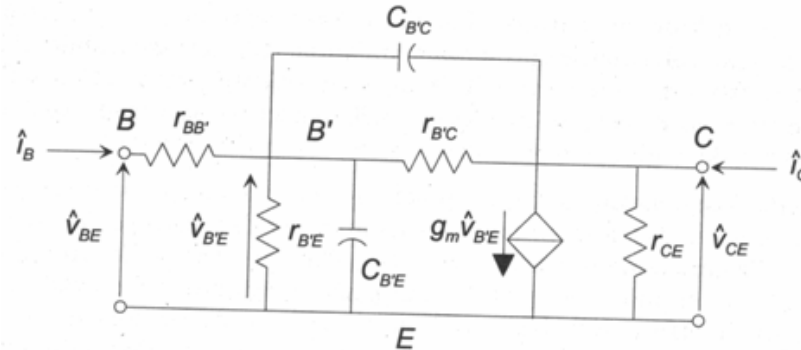 C_{B'C}
B
r_{BB'}
B'
r_{B'C}
C
î_B
î_C
v̂_{BE}
v̂_{B'E}
r_{B'E}
C_{B'E}
g_m v̂_{B'E}
r_{CE}
v̂_{CE}
E